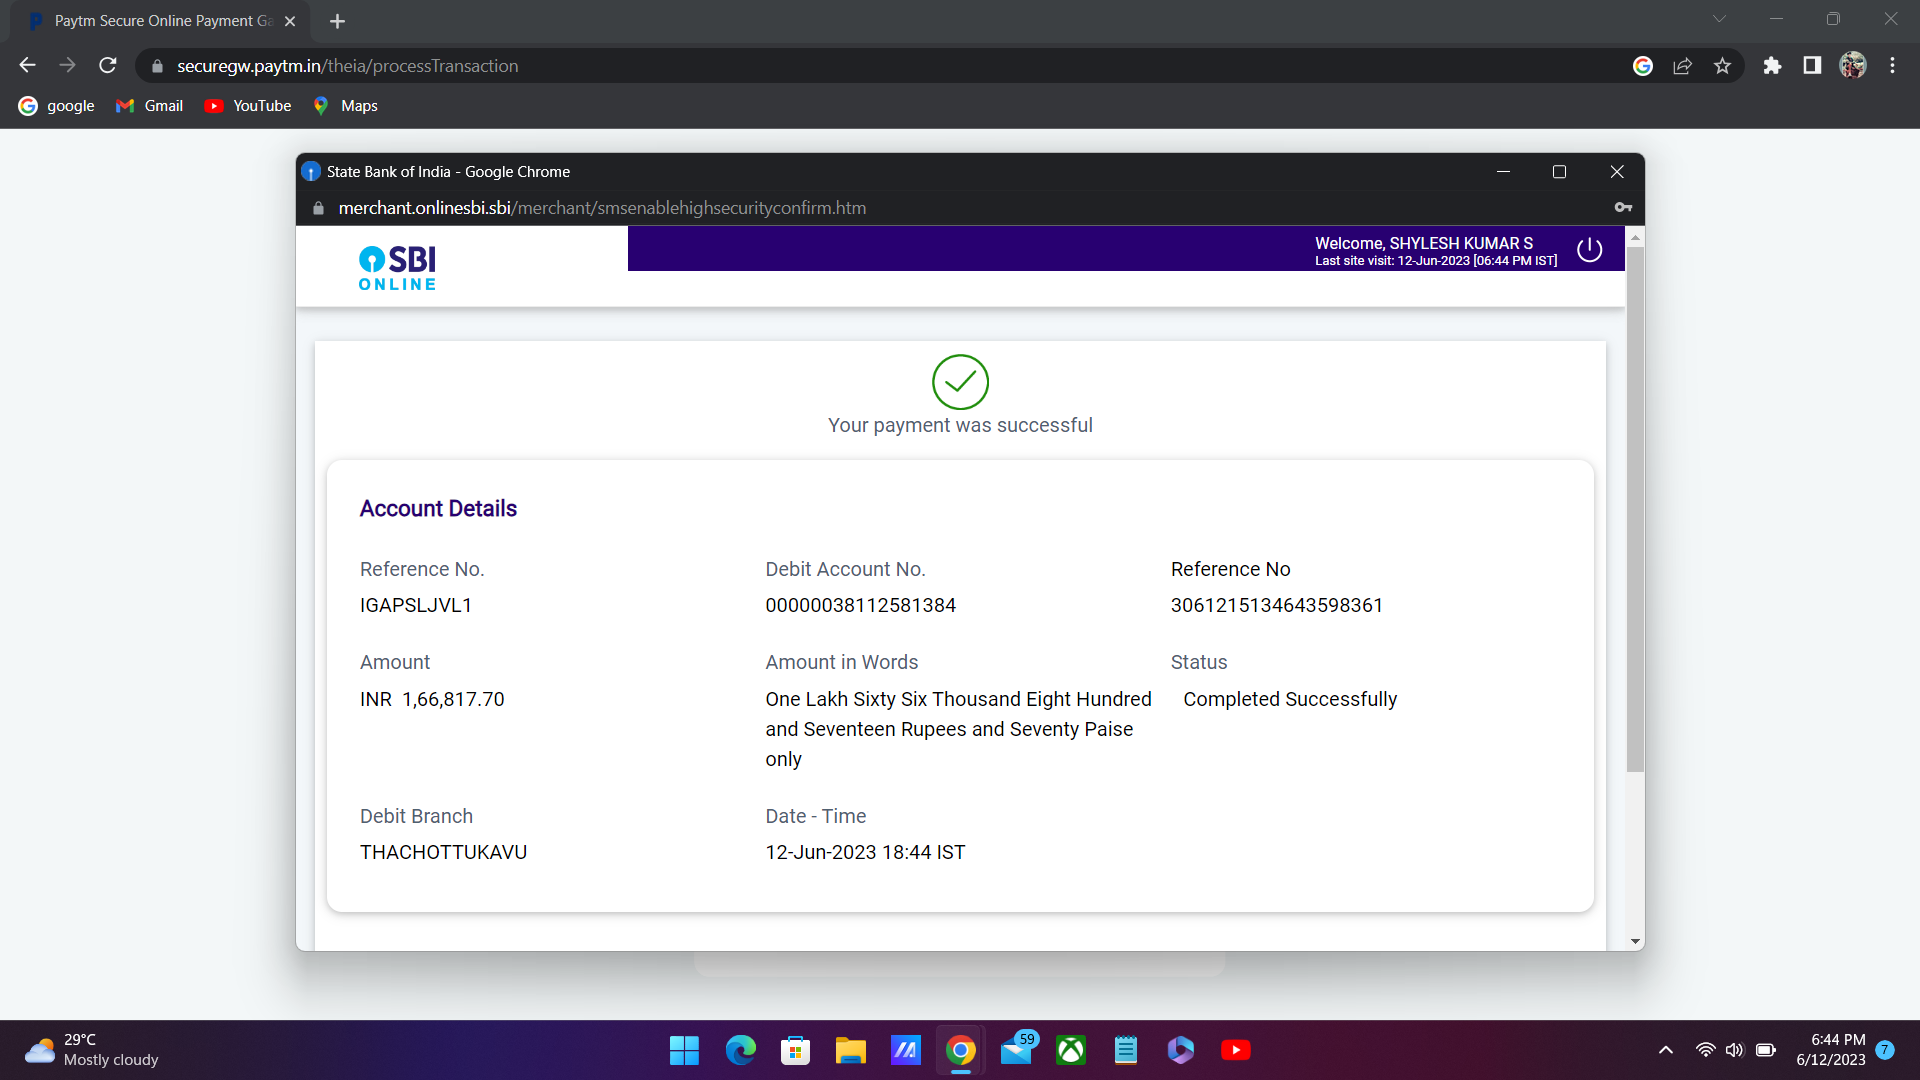 Paytm Secure Online Payment Ga
securegw.paytm.in/theia/processTransaction
google
Gmail
YouTube
Maps
State Bank of India - Google Chrome
merchant.onlinesbi.sbi/merchant/smsenablehighsecurityconfirm.htm
SBI
ONLINE
Welcome, SHYLESH KUMAR S
Last site visit: 12-Jun-2023 [06:44 PM IST]
Your payment was successful
Account Details
Reference No.
IGAPSLJVL1
Debit Account No.
00000038112581384
Reference No
3061215134643598361
Amount
INR 1,66,817.70
Amount in Words
One Lakh Sixty Six Thousand Eight Hundred
and Seventeen Rupees and Seventy Paise
only
Status
Completed Successfully
Debit Branch
THACHOTTUKAVU
Date - Time
12-Jun-2023 18:44 IST
29°C
Mostly cloudy
59
6:44 PM
6/12/2023
7